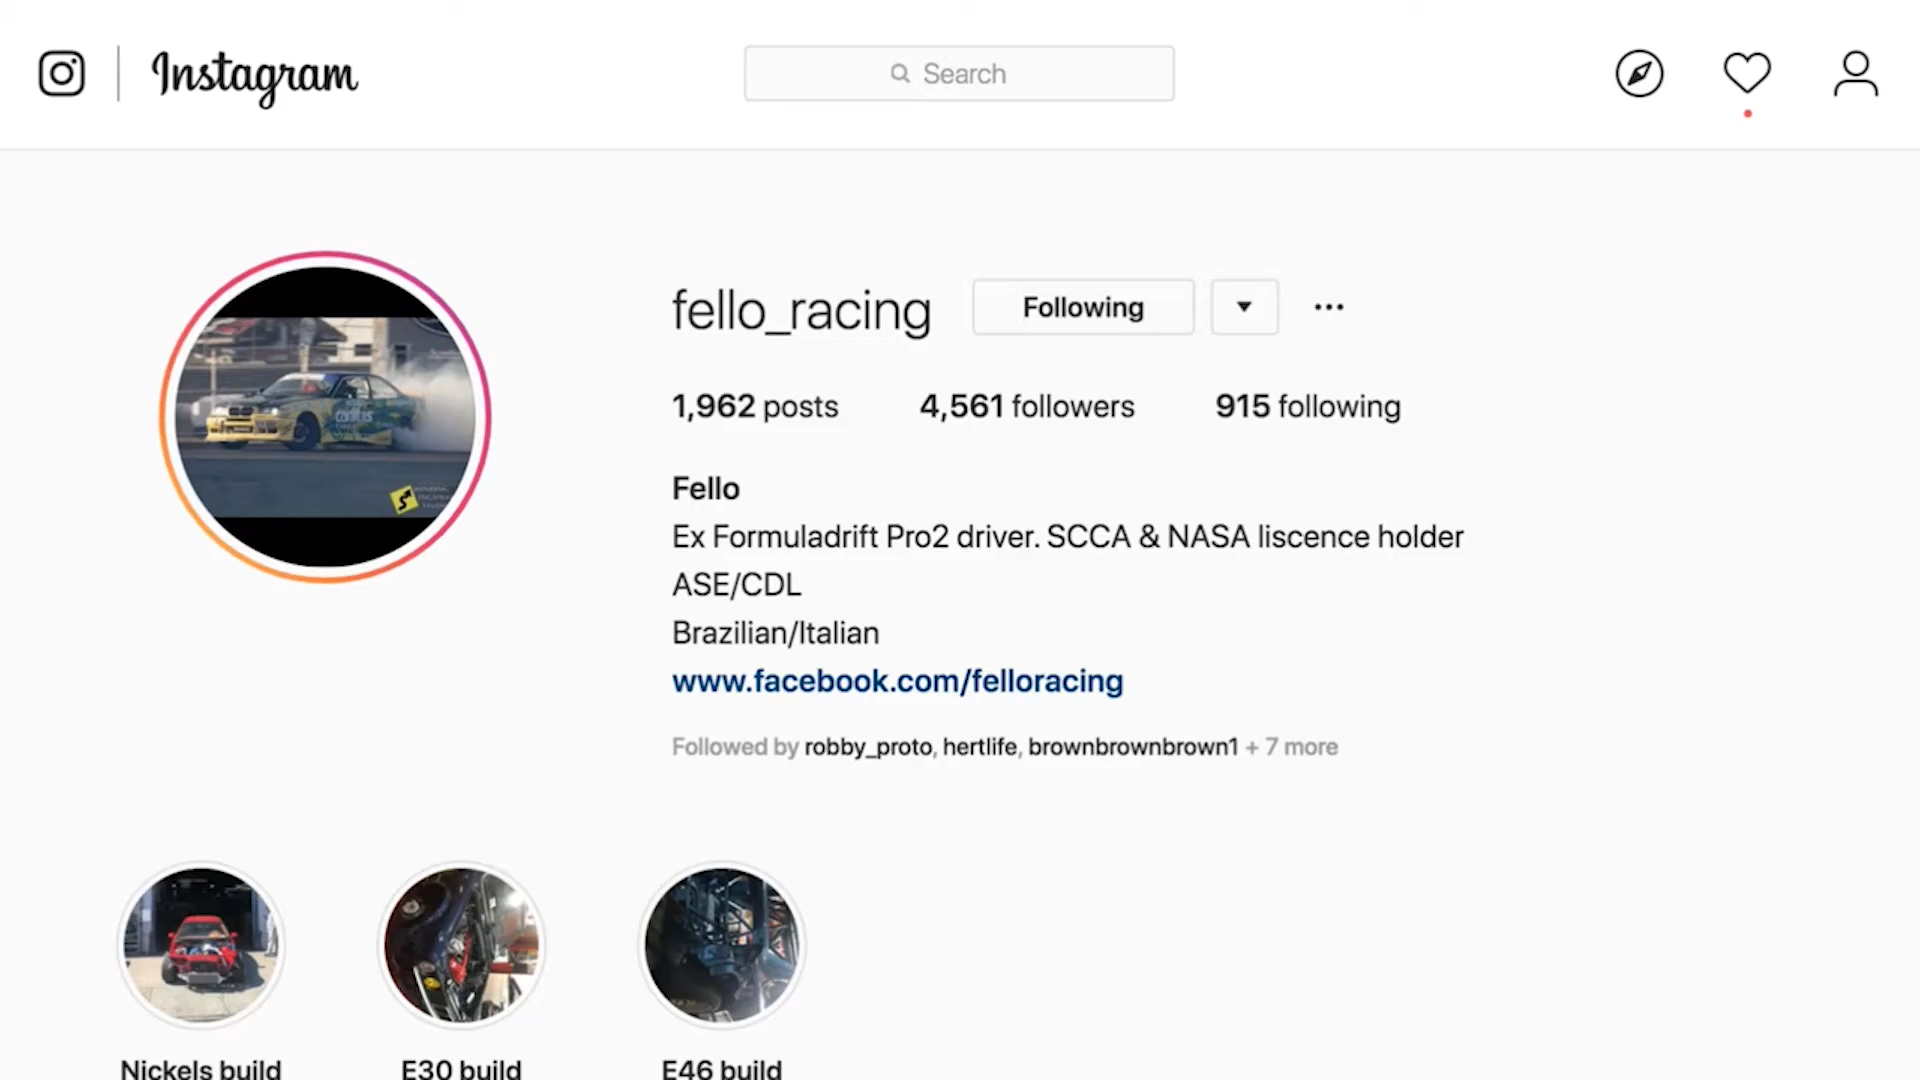 Instagram
Search
fello_racing Following
1,962 posts 4,561 followers 915 following
Fello
Ex Formuladrift Pro2 driver. SCCA & NASA liscence holder
ASE/CDL
Brazilian/Italian
www.facebook.com/felloracing
Followed by robby_proto, hertlife, brownbrownbrown1 + 7 more
Nickels build E30 build E46 build